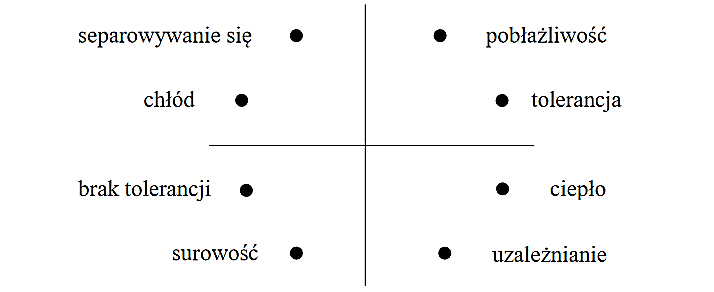 separowywanie się
pobłażliwość
chłód
tolerancja
brak tolerancji
ciepło
surowość
uzależnianie